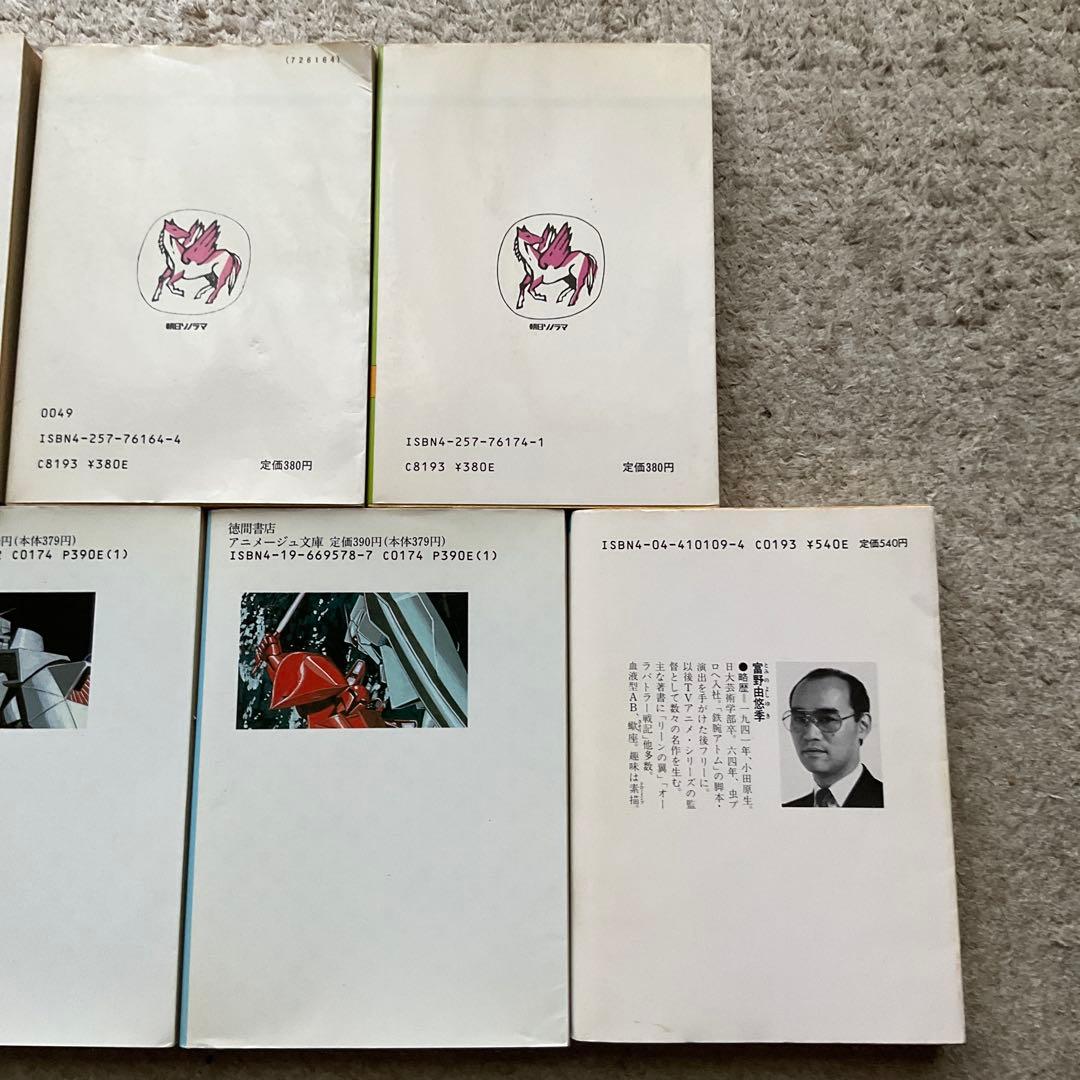 (726164)
朝日ソノラマ
0049
ISBN4-257-76164-4
C8193 ¥380E
定価380円
朝日ソノラマ
ISBN4-257-76174-1
C8193 ¥380E
定価380円
円(本体379円)
C0174 P390E(1)
徳間書店
アニメージュ文庫 定価390円(本体379円)
ISBN4-19-669578-7 C0174 P390E(1)
ISBN4-04-410109-4 C0193 ¥540E 定価540円
とみのよしゆき
富野由悠季
●略歴=一九四一年、小田原生。
日大芸術学部卒。六四年、虫プ
ロへ入社。「鉄腕アトム」の脚本・
演出を手がけた後フリーに。
以後TVアニメ・シリーズの監
督として数々の名作を生む。
主な著書に「リーンの翼」「オー
ラバトラー戦記」他多数。
血液型AB、蠍座。趣味は素描。